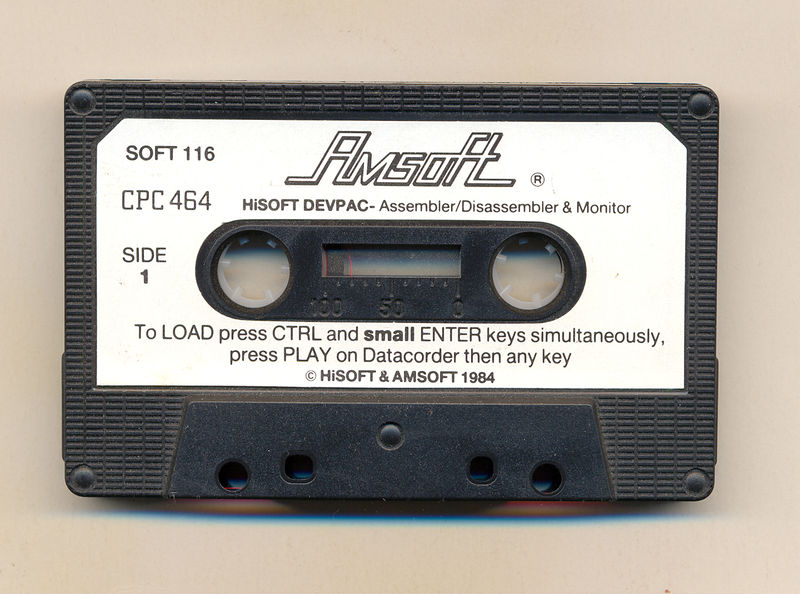 SOFT 116
Amsoft ®
CPC 464
HiSOFT DEVPAC- Assembler/Disassembler & Monitor
SIDE
1
100 50 0
To LOAD press CTRL and small ENTER keys simultaneously,
press PLAY on Datacorder then any key
© HiSOFT & AMSOFT 1984